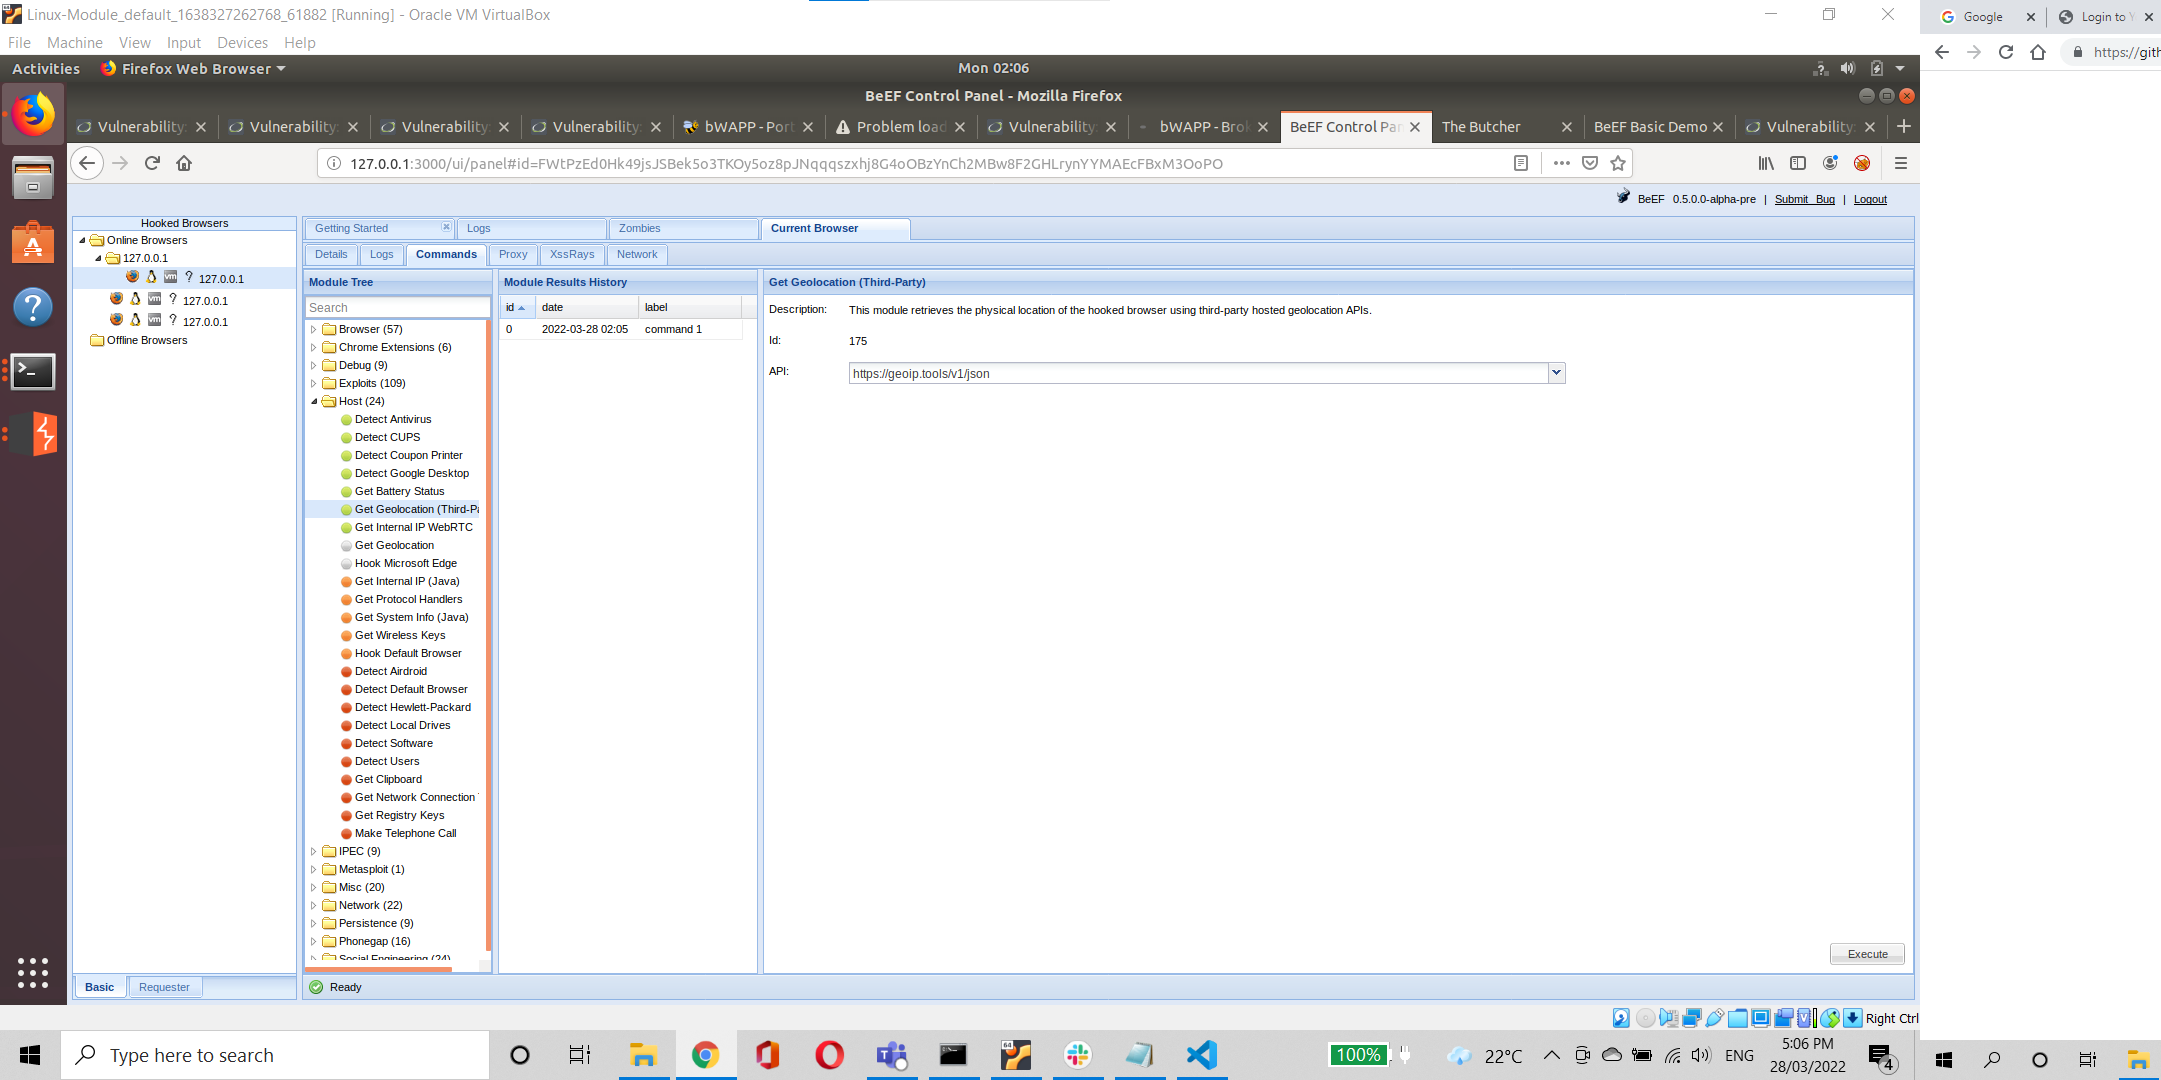 Linux-Module_default_1638327262768_61882 [Running] - Oracle VM VirtualBox
File Machine View Input Devices Help
Activities Firefox Web Browser Mon 02:06
BeEF Control Panel - Mozilla Firefox
Vulnerability: Vulnerability: Vulnerability: Vulnerability: bWAPP - Port Problem load Vulnerability: bWAPP - Brok BeEF Control Pan The Butcher BeEF Basic Demo Vulnerability:
127.0.0.1:3000/ui/panel#id=FWtPzEd0Hk49jsJSBek5o3TKOy5oz8pJNqqqszxhj8G4oOBzYnCh2MBw8F2GHLrynYYMAEcFBxM3OoPO
BeEF 0.5.0.0-alpha-pre | Submit Bug | Logout
Hooked Browsers
Online Browsers
127.0.0.1
127.0.0.1
127.0.0.1
127.0.0.1
Offline Browsers
Basic Requester
Getting Started Logs Zombies Current Browser
Details Logs Commands Proxy XssRays Network
Module Tree
Search
Browser (57)
Chrome Extensions (6)
Debug (9)
Exploits (109)
Host (24)
Detect Antivirus
Detect CUPS
Detect Coupon Printer
Detect Google Desktop
Get Battery Status
Get Geolocation (Third-Pa
Get Internal IP WebRTC
Get Geolocation
Hook Microsoft Edge
Get Internal IP (Java)
Get Protocol Handlers
Get System Info (Java)
Get Wireless Keys
Hook Default Browser
Detect Airdroid
Detect Default Browser
Detect Hewlett-Packard
Detect Local Drives
Detect Software
Detect Users
Get Clipboard
Get Network Connection
Get Registry Keys
Make Telephone Call
IPEC (9)
Metasploit (1)
Misc (20)
Network (22)
Persistence (9)
Phonegap (16)
Social Engineering (24)
Module Results History
id date label
0 2022-03-28 02:05 command 1
Get Geolocation (Third-Party)
Description: This module retrieves the physical location of the hooked browser using third-party hosted geolocation APIs.
Id: 175
API: https://geoip.tools/v1/json
Execute
Ready
Right Ctrl
Type here to search
64
100% 22°C ENG
5:06 PM
28/03/2022
4
Google Login to Y
https://gith